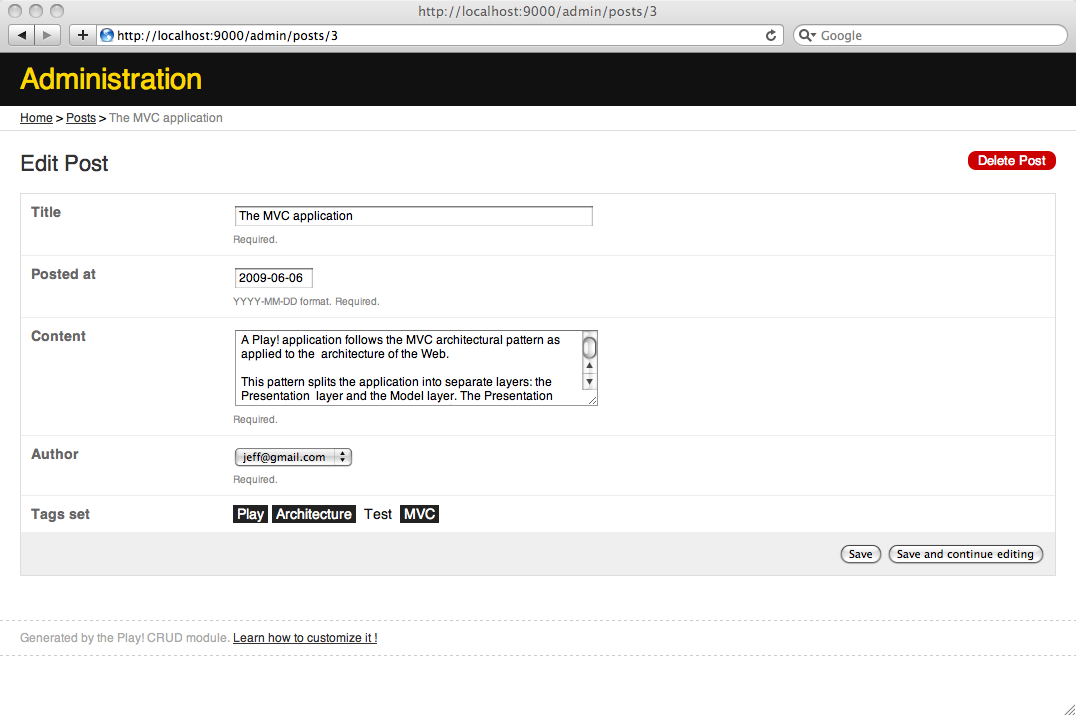 http://localhost:9000/admin/posts/3
http://localhost:9000/admin/posts/3
Google
Administration
Home > Posts > The MVC application
Edit Post
Delete Post
Title
The MVC application
Required.
Posted at
2009-06-06
YYYY-MM-DD format. Required.
Content
A Play! application follows the MVC architectural pattern as
applied to the  architecture of the Web.
This pattern splits the application into separate layers: the
Presentation  layer and the Model layer. The Presentation
Required.
Author
jeff@gmail.com
Required.
Tags set
Play Architecture Test MVC
Save Save and continue editing
Generated by the Play! CRUD module. Learn how to customize it !